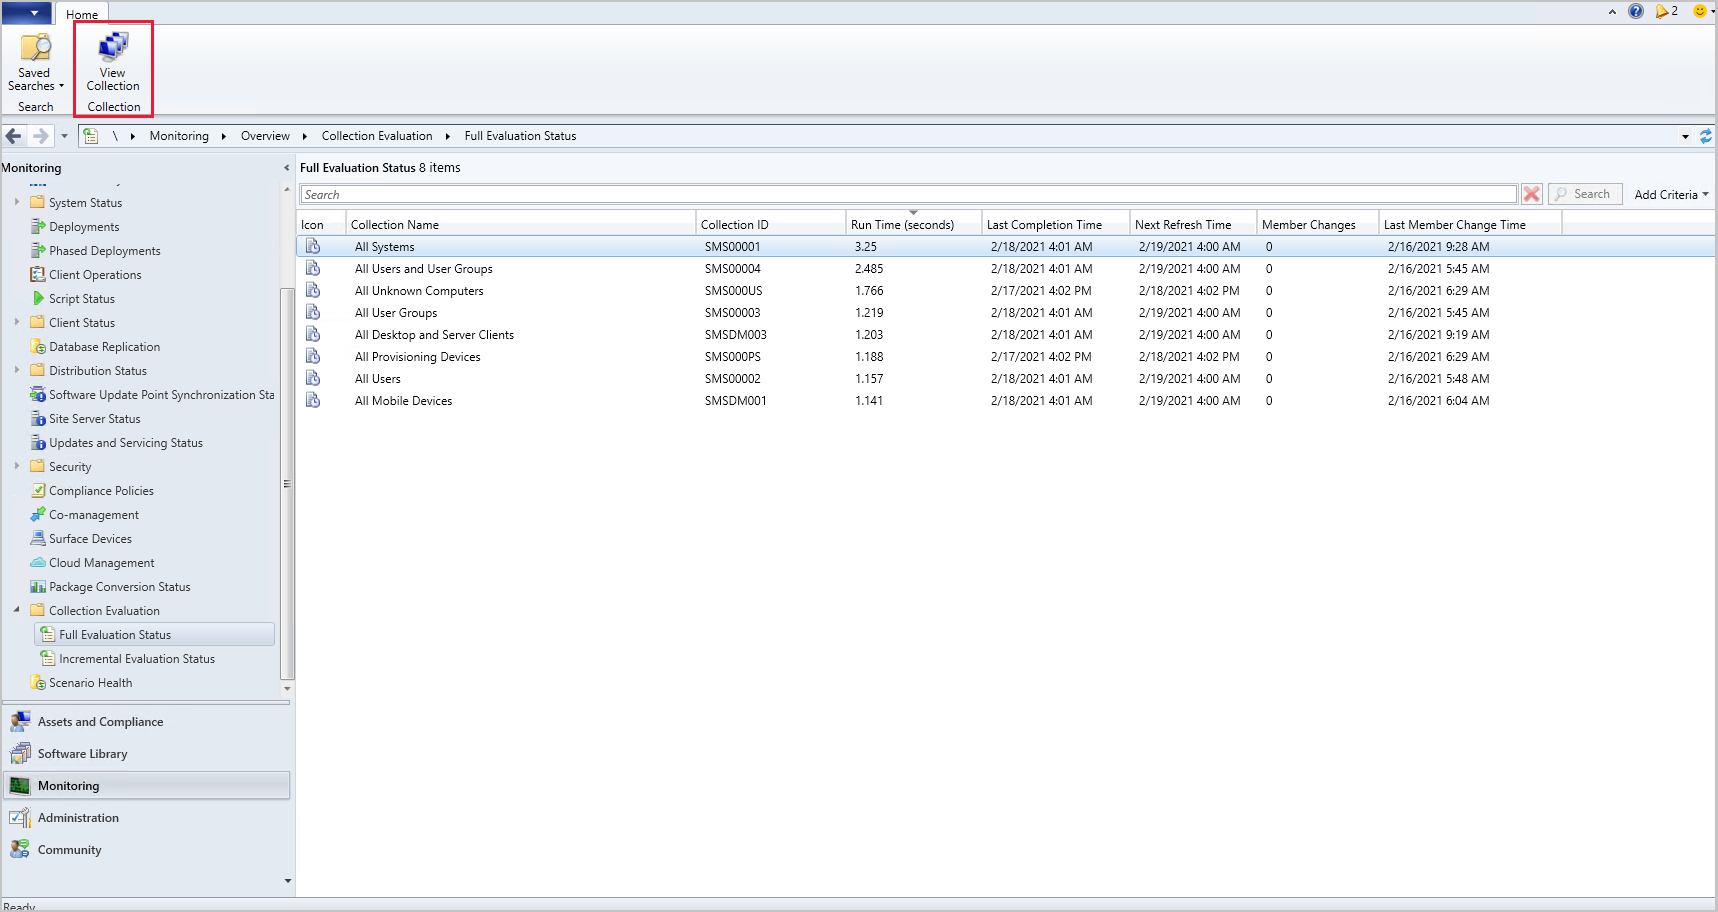 Home
2
Saved Searches
View Collection
Search
Collection
\ Monitoring Overview Collection Evaluation Full Evaluation Status
Monitoring
System Status
Deployments
Phased Deployments
Client Operations
Script Status
Client Status
Database Replication
Distribution Status
Software Update Point Synchronization Sta
Site Server Status
Updates and Servicing Status
Security
Compliance Policies
Co-management
Surface Devices
Cloud Management
Package Conversion Status
Collection Evaluation
Full Evaluation Status
Incremental Evaluation Status
Scenario Health
Assets and Compliance
Software Library
Monitoring
Administration
Community
Full Evaluation Status 8 items
Search
Search
Add Criteria
Icon Collection Name Collection ID Run Time (seconds) Last Completion Time Next Refresh Time Member Changes Last Member Change Time
All Systems SMS00001 3.25 2/18/2021 4:01 AM 2/19/2021 4:00 AM 0 2/16/2021 9:28 AM
All Users and User Groups SMS00004 2.485 2/18/2021 4:01 AM 2/19/2021 4:00 AM 0 2/16/2021 5:45 AM
All Unknown Computers SMS000US 1.766 2/17/2021 4:02 PM 2/18/2021 4:02 PM 0 2/16/2021 6:29 AM
All User Groups SMS00003 1.219 2/18/2021 4:01 AM 2/19/2021 4:00 AM 0 2/16/2021 5:45 AM
All Desktop and Server Clients SMSDM003 1.203 2/18/2021 4:01 AM 2/19/2021 4:00 AM 0 2/16/2021 9:19 AM
All Provisioning Devices SMS000PS 1.188 2/17/2021 4:02 PM 2/18/2021 4:02 PM 0 2/16/2021 6:29 AM
All Users SMS00002 1.157 2/18/2021 4:01 AM 2/19/2021 4:00 AM 0 2/16/2021 5:48 AM
All Mobile Devices SMSDM001 1.141 2/18/2021 4:01 AM 2/19/2021 4:00 AM 0 2/16/2021 6:04 AM
Ready